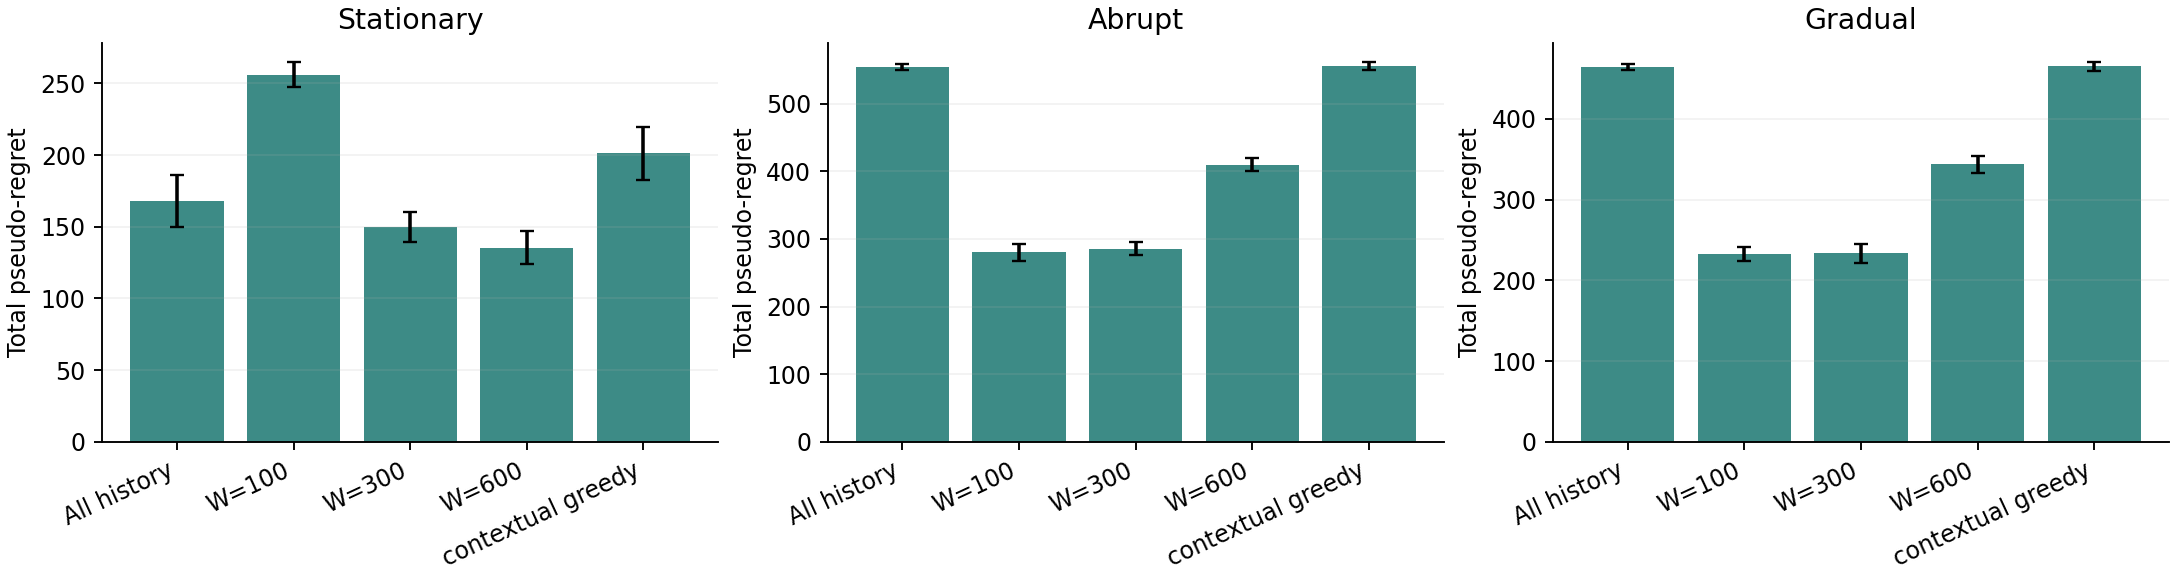 Stationary
Total pseudo-regret
250
200
150
100
50
0
All history
W=100
W=300
W=600
contextual greedy
Abrupt
Total pseudo-regret
500
400
300
200
100
0
All history
W=100
W=300
W=600
contextual greedy
Gradual
Total pseudo-regret
400
300
200
100
0
All history
W=100
W=300
W=600
contextual greedy